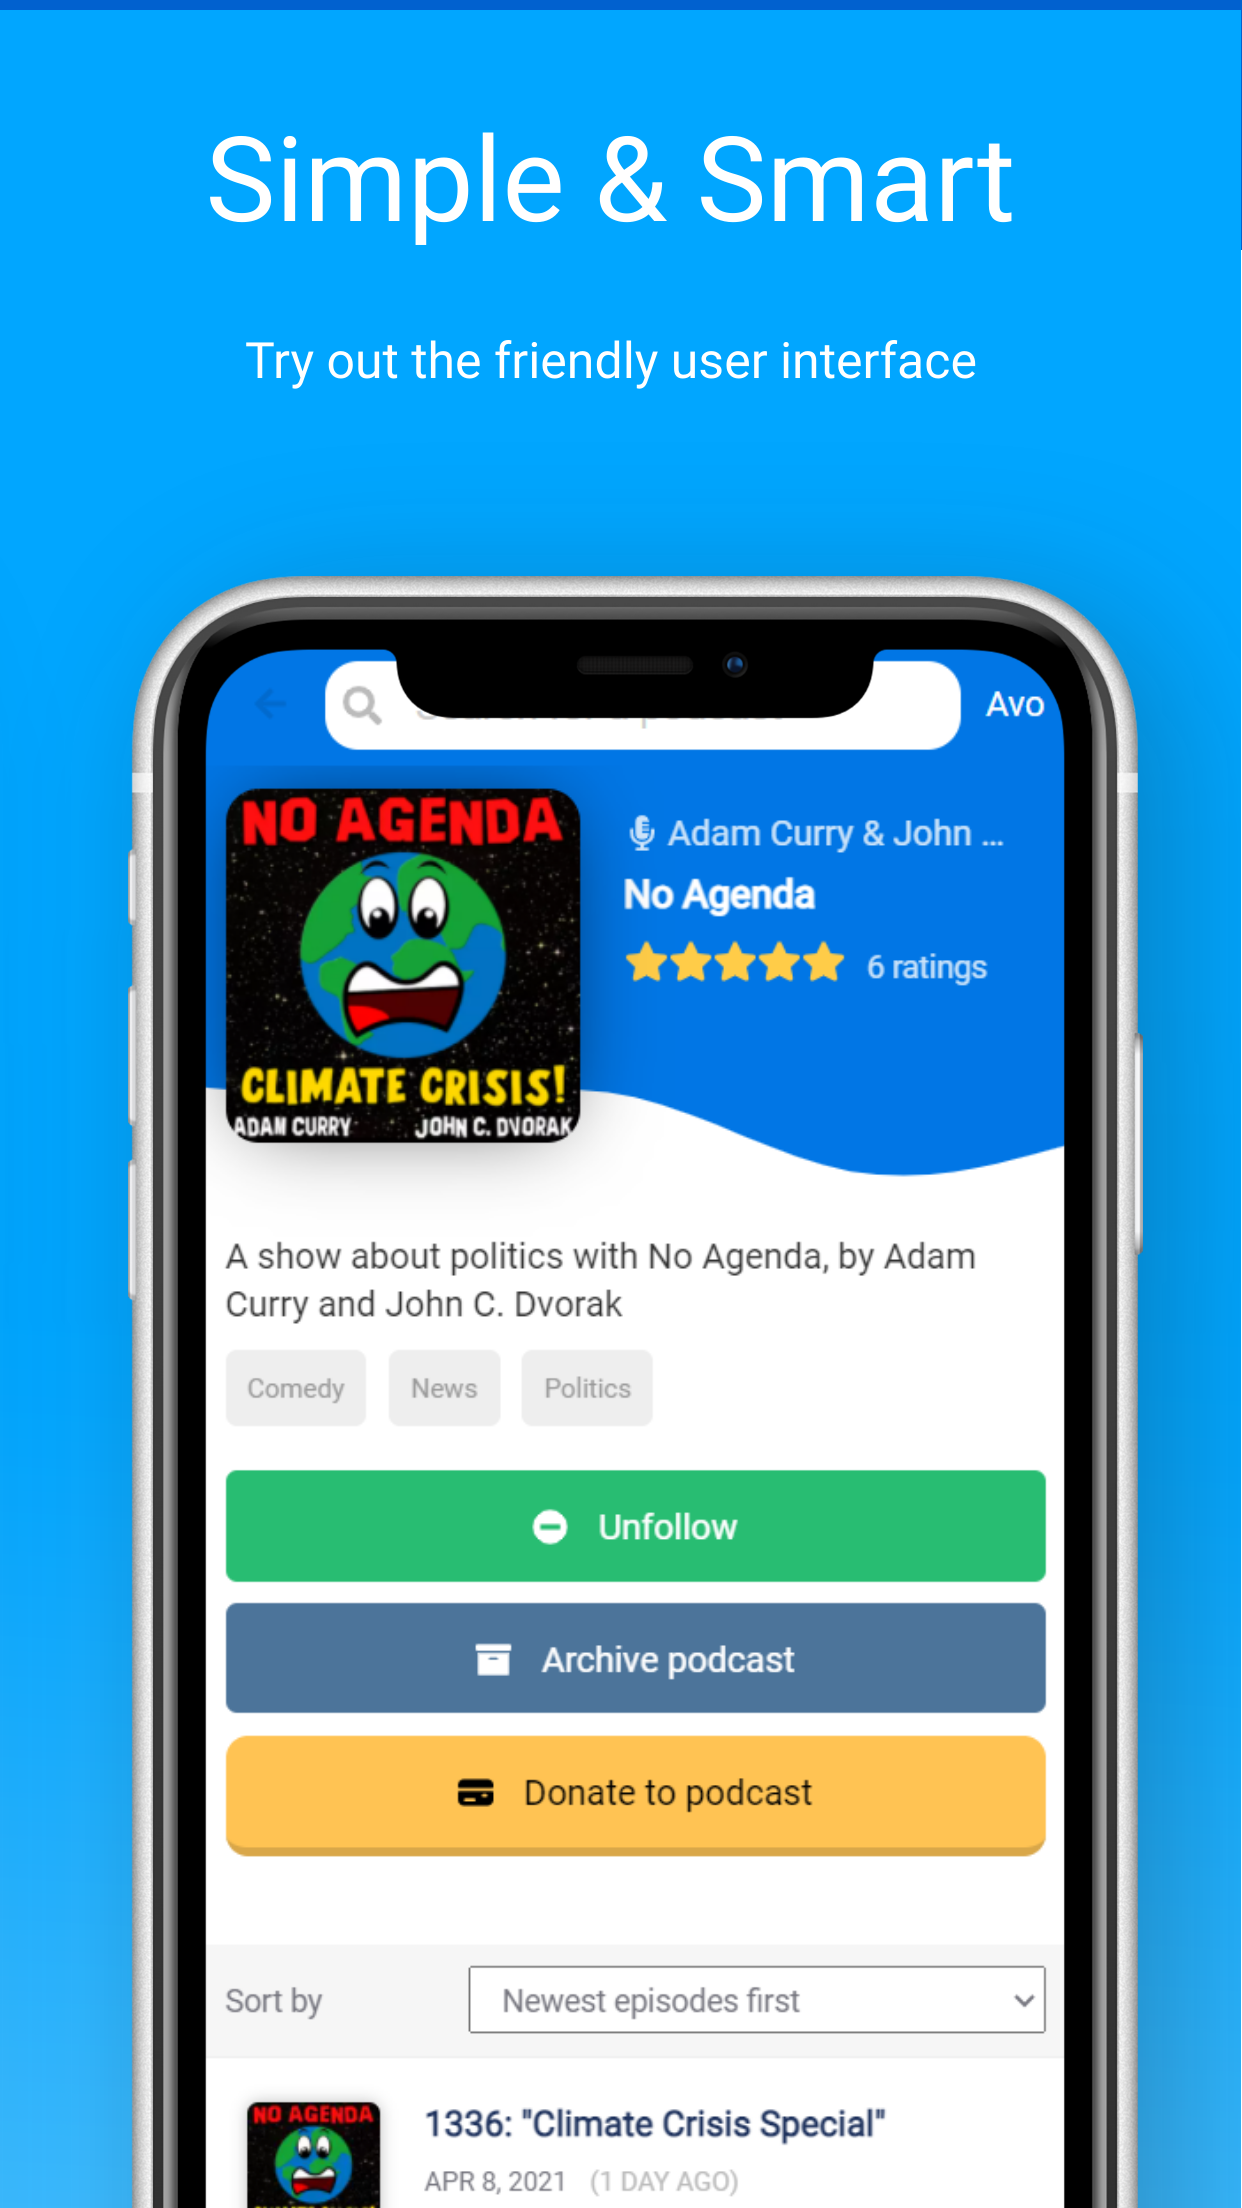 Simple & Smart
Try out the friendly user interface
Avo
NO AGENDA
CLIMATE CRISIS!
ADAM CURRY JOHN C. DVORAK
Adam Curry & John ...
No Agenda
6 ratings
A show about politics with No Agenda, by Adam
Curry and John C. Dvorak
Comedy News Politics
Unfollow
Archive podcast
Donate to podcast
Sort by Newest episodes first
NO AGENDA
1336: "Climate Crisis Special"
APR 8, 2021 (1 DAY AGO)